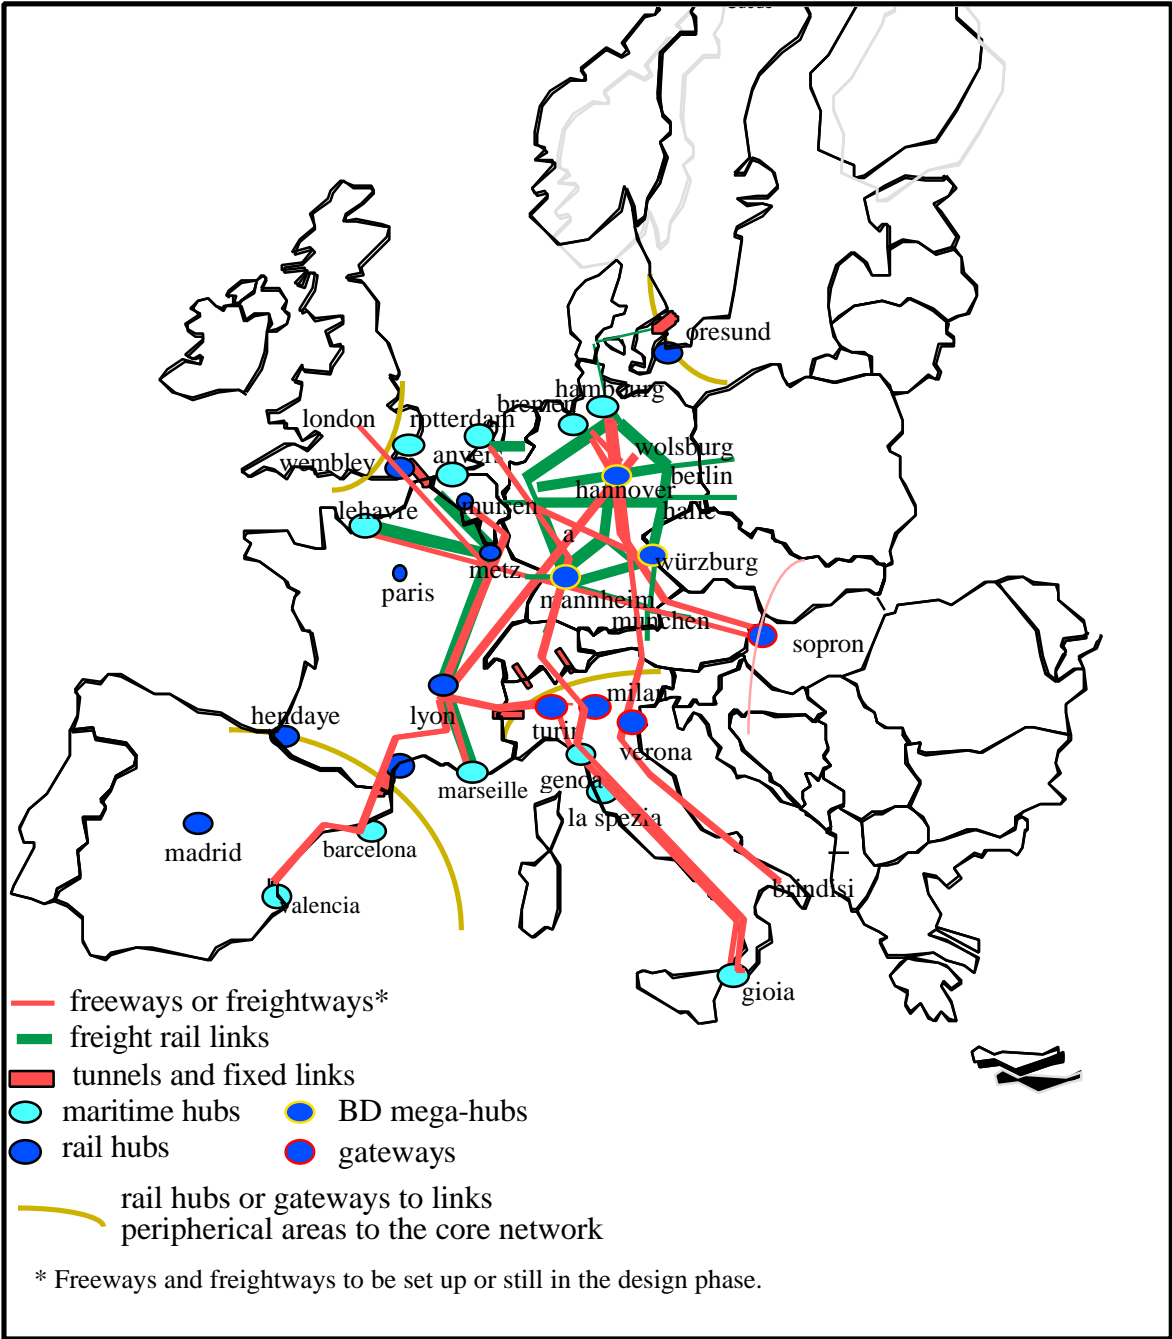 oresund
hambourg
bremen
london
rotterdam
wolsburg
wembley
anvers
berlin
hannover
lehavre
muisen
halle
a
metz
würzburg
paris
mannheim
munchen
sopron
milan
hendaye
lyon
turin
verona
genoa
marseille
la spezia
madrid
barcelona
brindisi
valencia
gioia
freeways or freightways*
freight rail links
tunnels and fixed links
maritime hubs
BD mega-hubs
rail hubs
gateways
rail hubs or gateways to links
peripherical areas to the core network
* Freeways and freightways to be set up or still in the design phase.